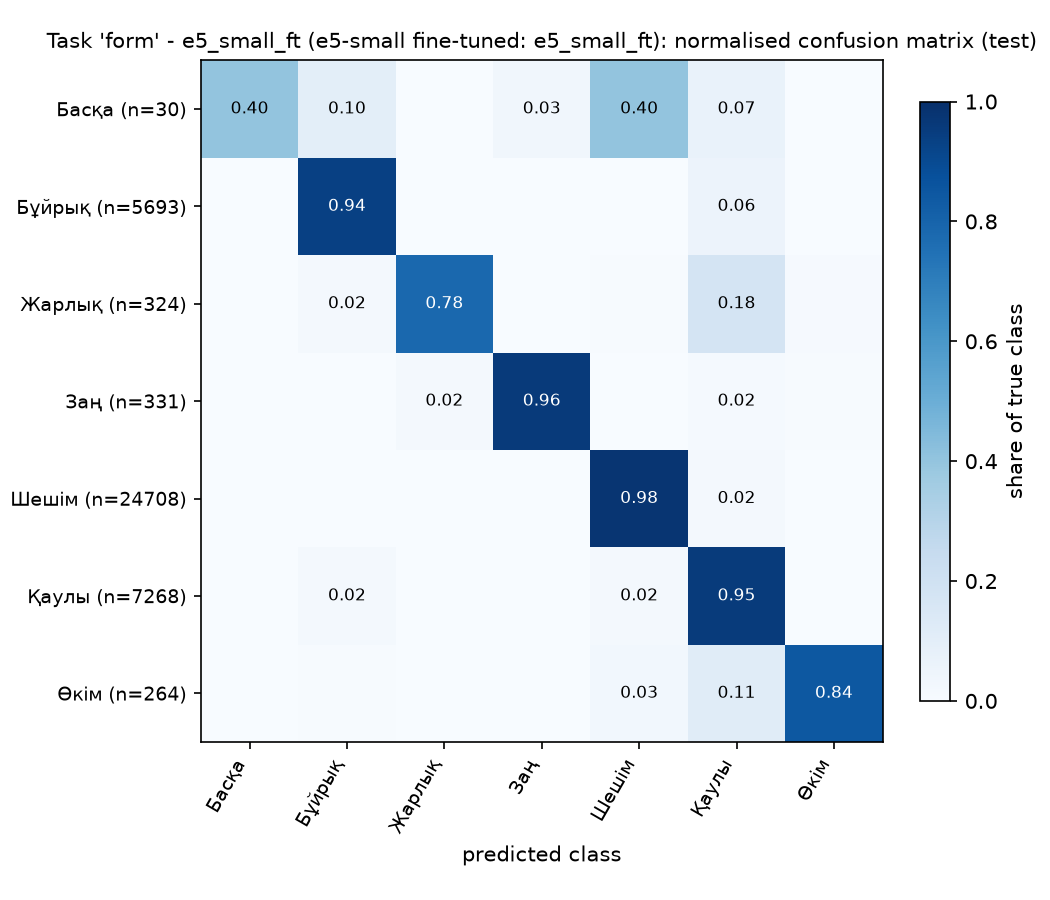 Task 'form' - e5_small_ft (e5-small fine-tuned: e5_small_ft): normalised confusion matrix (test)
Басқа (n=30) 0.40 0.10 0.03 0.40 0.07
Бұйрық (n=5693) 0.94 0.06
Жарлық (n=324) 0.02 0.78 0.18
Заң (n=331) 0.02 0.96 0.02
Шешім (n=24708) 0.98 0.02
Қаулы (n=7268) 0.02 0.02 0.95
Өкім (n=264) 0.03 0.11 0.84
Басқа Бұйрық Жарлық Заң Шешім Қаулы Өкім
predicted class
1.0
0.8
0.6
0.4
0.2
0.0
share of true class